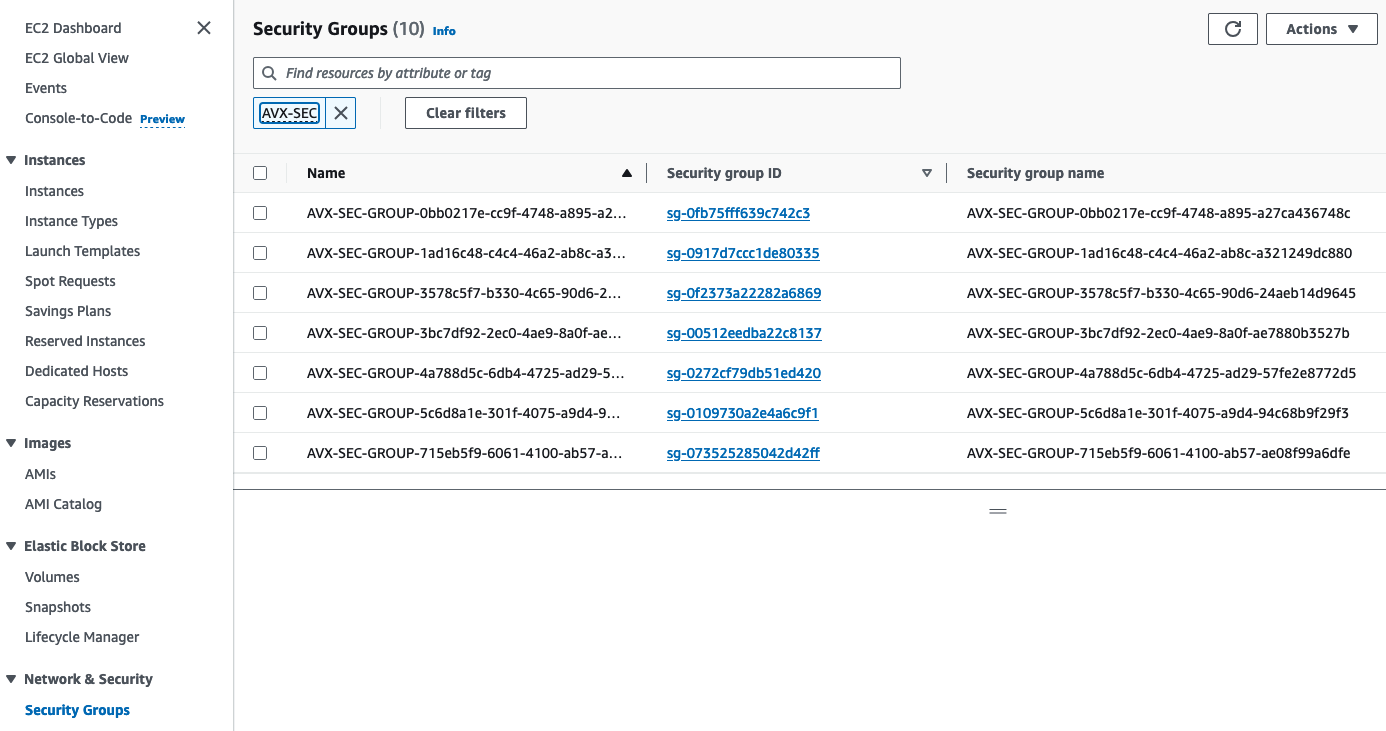 EC2 Dashboard
EC2 Global View
Events
Console-to-Code Preview
Instances
Instances
Instance Types
Launch Templates
Spot Requests
Savings Plans
Reserved Instances
Dedicated Hosts
Capacity Reservations
Images
AMIs
AMI Catalog
Elastic Block Store
Volumes
Snapshots
Lifecycle Manager
Network & Security
Security Groups
Security Groups (10) Info
Actions
Find resources by attribute or tag
AVX-SEC
Clear filters
Name Security group ID Security group name
AVX-SEC-GROUP-0bb0217e-cc9f-4748-a895-a2... sg-0fb75fff639c742c3 AVX-SEC-GROUP-0bb0217e-cc9f-4748-a895-a27ca436748c
AVX-SEC-GROUP-1ad16c48-c4c4-46a2-ab8c-a3... sg-0917d7ccc1de80335 AVX-SEC-GROUP-1ad16c48-c4c4-46a2-ab8c-a321249dc880
AVX-SEC-GROUP-3578c5f7-b330-4c65-90d6-2... sg-0f2373a22282a6869 AVX-SEC-GROUP-3578c5f7-b330-4c65-90d6-24aeb14d9645
AVX-SEC-GROUP-3bc7df92-2ec0-4ae9-8a0f-ae... sg-00512eedba22c8137 AVX-SEC-GROUP-3bc7df92-2ec0-4ae9-8a0f-ae7880b3527b
AVX-SEC-GROUP-4a788d5c-6db4-4725-ad29-5... sg-0272cf79db51ed420 AVX-SEC-GROUP-4a788d5c-6db4-4725-ad29-57fe2e8772d5
AVX-SEC-GROUP-5c6d8a1e-301f-4075-a9d4-9... sg-0109730a2e4a6c9f1 AVX-SEC-GROUP-5c6d8a1e-301f-4075-a9d4-94c68b9f29f3
AVX-SEC-GROUP-715eb5f9-6061-4100-ab57-a... sg-073525285042d42ff AVX-SEC-GROUP-715eb5f9-6061-4100-ab57-ae08f99a6dfe